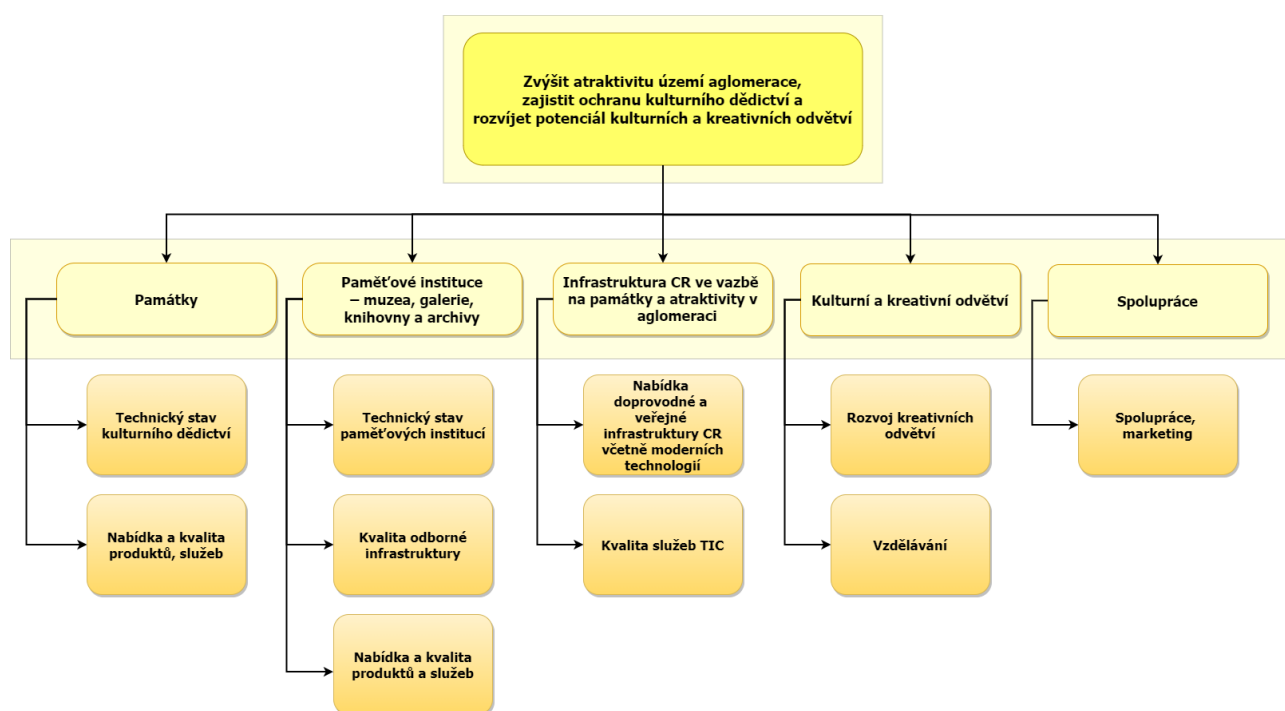 Zvýšit atraktivitu území aglomerace,
zajistit ochranu kulturního dědictví a
rozvíjet potenciál kulturních a kreativních odvětví
Památky
Paměťové instituce
– muzea, galerie,
knihovny a archivy
Infrastruktura CR ve vazbě
na památky a atraktivity v
aglomeraci
Kulturní a kreativní odvětví
Spolupráce
Technický stav
kulturního dědictví
Technický stav
paměťových institucí
Nabídka
doprovodné a
veřejné
infrastruktury CR
včetně moderních
technologií
Rozvoj kreativních
odvětví
Spolupráce,
marketing
Nabídka a kvalita
produktů, služeb
Kvalita odborné
infrastruktury
Kvalita služeb TIC
Vzdělávání
Nabídka a kvalita
produktů a služeb